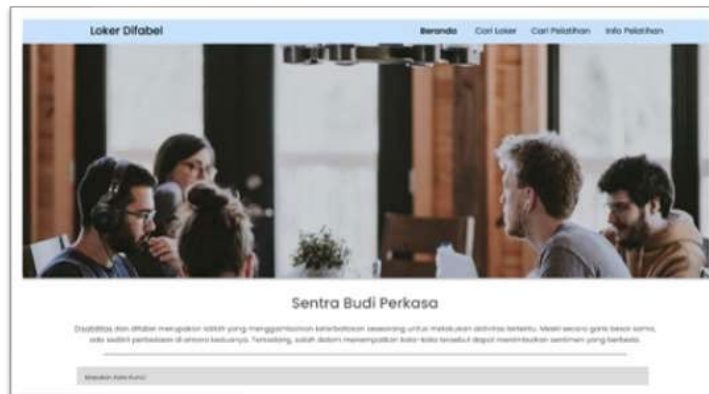 Loker Difabel
Beranda Cari Loker Cari Pelatihan Info Pelatihan
Sentra Budi Perkasa
Disabilitas dan difabel merupakan istilah yang menggambarkan keterbatasan seseorang untuk melakukan aktivitas tertentu. Meski secara garis besar sama,
ada sedikit perbedaan di antara keduanya. Terkadang, salah dalam menempatkan kata-kata tersebut dapat menimbulkan sentimen yang berbeda.
Masukan Kata Kunci